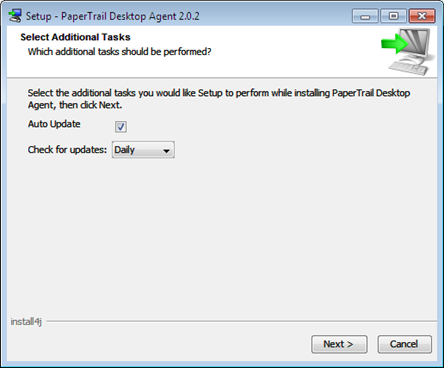 Setup - PaperTrail Desktop Agent 2.0.2
Select Additional Tasks
Which additional tasks should be performed?
Select the additional tasks you would like Setup to perform while installing PaperTrail Desktop
Agent, then click Next.
Auto Update
Check for updates: Daily
install4j
Next > Cancel